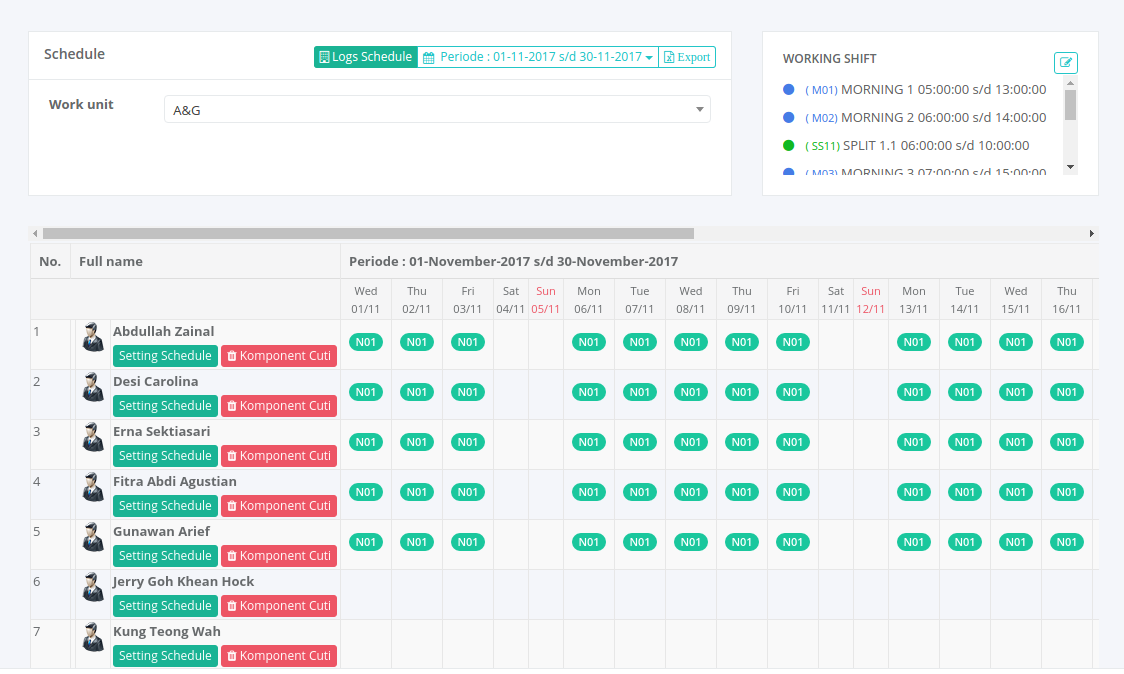 Schedule
Logs Schedule Periode : 01-11-2017 s/d 30-11-2017 Export
Work unit
A&G
WORKING SHIFT
( M01) MORNING 1 05:00:00 s/d 13:00:00
( M02) MORNING 2 06:00:00 s/d 14:00:00
( SS11) SPLIT 1.1 06:00:00 s/d 10:00:00
( M03) MORNING 3 07:00:00 s/d 15:00:00
No. Full name Periode : 01-November-2017 s/d 30-November-2017
Wed Thu Fri Sat Sun Mon Tue Wed Thu Fri Sat Sun Mon Tue Wed Thu
01/11 02/11 03/11 04/11 05/11 06/11 07/11 08/11 09/11 10/11 11/11 12/11 13/11 14/11 15/11 16/11
1 Abdullah Zainal
N01 N01 N01 N01 N01 N01 N01 N01 N01 N01 N01 N01
Setting Schedule Komponent Cuti
2 Desi Carolina
N01 N01 N01 N01 N01 N01 N01 N01 N01 N01 N01 N01
Setting Schedule Komponent Cuti
3 Erna Sektiasari
N01 N01 N01 N01 N01 N01 N01 N01 N01 N01 N01 N01
Setting Schedule Komponent Cuti
4 Fitra Abdi Agustian
N01 N01 N01 N01 N01 N01 N01 N01 N01 N01 N01 N01
Setting Schedule Komponent Cuti
5 Gunawan Arief
N01 N01 N01 N01 N01 N01 N01 N01 N01 N01 N01 N01
Setting Schedule Komponent Cuti
6 Jerry Goh Khean Hock
Setting Schedule Komponent Cuti
7 Kung Teong Wah
Setting Schedule Komponent Cuti